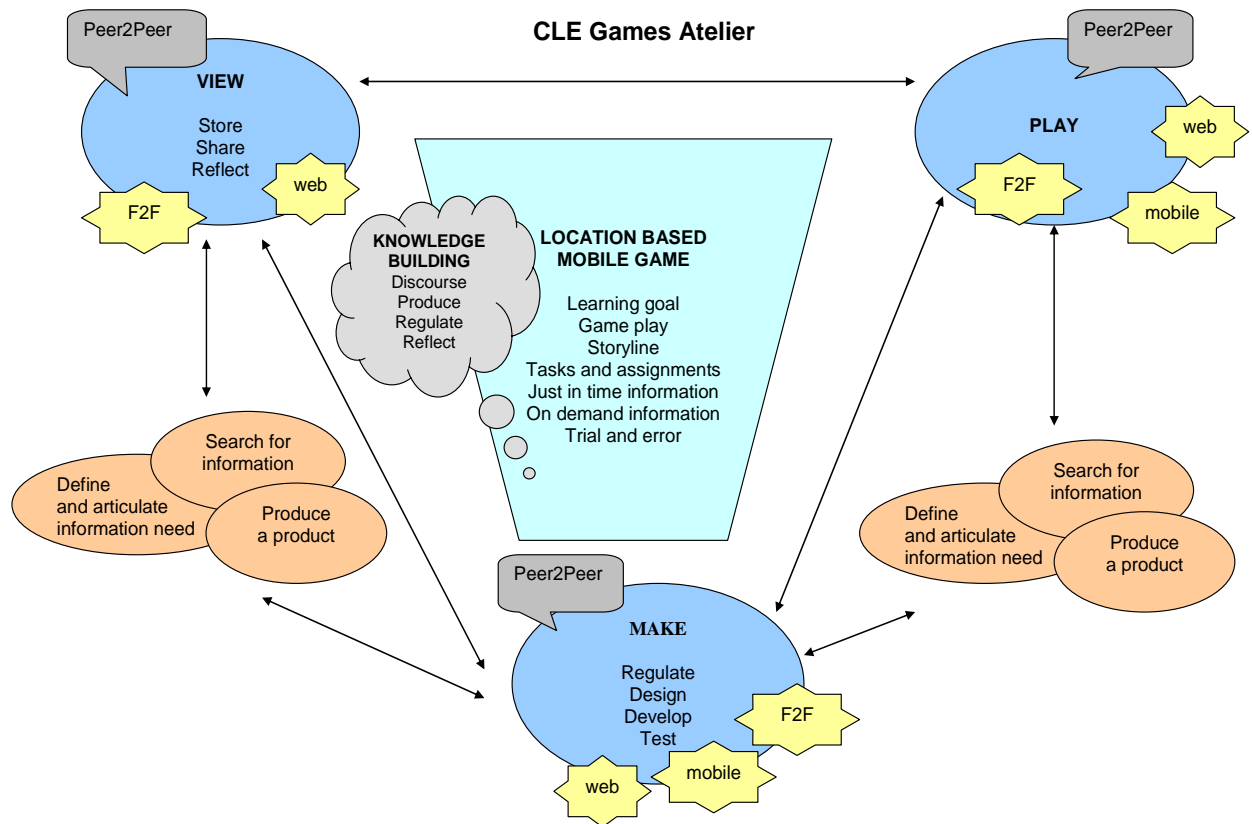 CLE Games Atelier
Peer2Peer
VIEW
Store
Share
Reflect
F2F
web
Peer2Peer
PLAY
web
F2F
mobile
KNOWLEDGE
BUILDING
Discourse
Produce
Regulate
Reflect
LOCATION BASED
MOBILE GAME
Learning goal
Game play
Storyline
Tasks and assignments
Just in time information
On demand information
Trial and error
Search for
information
Define
and articulate
information need
Produce
a product
Search for
information
Define
and articulate
information need
Produce
a product
Peer2Peer
MAKE
Regulate
Design
Develop
Test
F2F
mobile
web